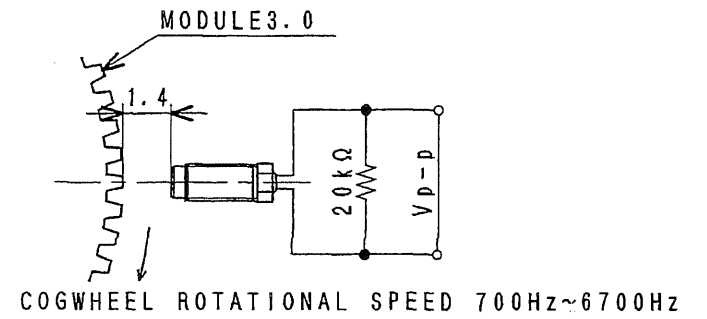 MODULE3.0
1.4
20kΩ
Vp-p
COGWHEEL ROTATIONAL SPEED 700Hz~6700Hz